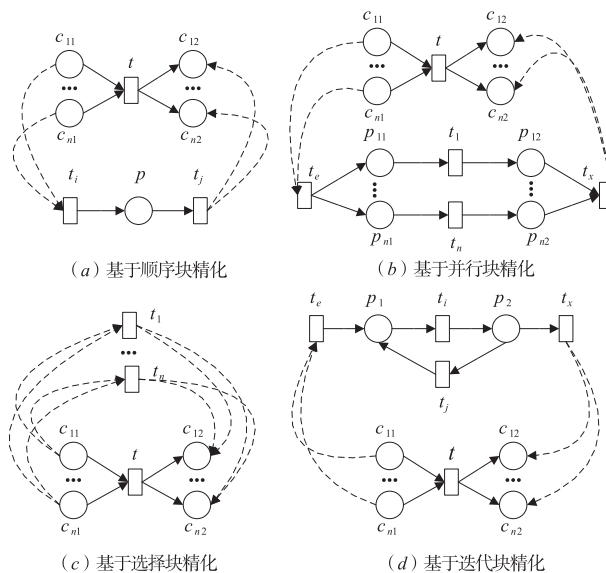 c11 t c12
... ...
cn1 cn2
ti p tj
(a)基于顺序块精化
c11 t c12
... ...
cn1 cn2
p11 t1 p12
te tx
pn1 tn pn2
(b)基于并行块精化
t1
...
tn
c11 t c12
... ...
cn1 cn2
(c)基于选择块精化
te p1 ti p2 tx
tj
c11 t c12
... ...
cn1 cn2
(d)基于迭代块精化